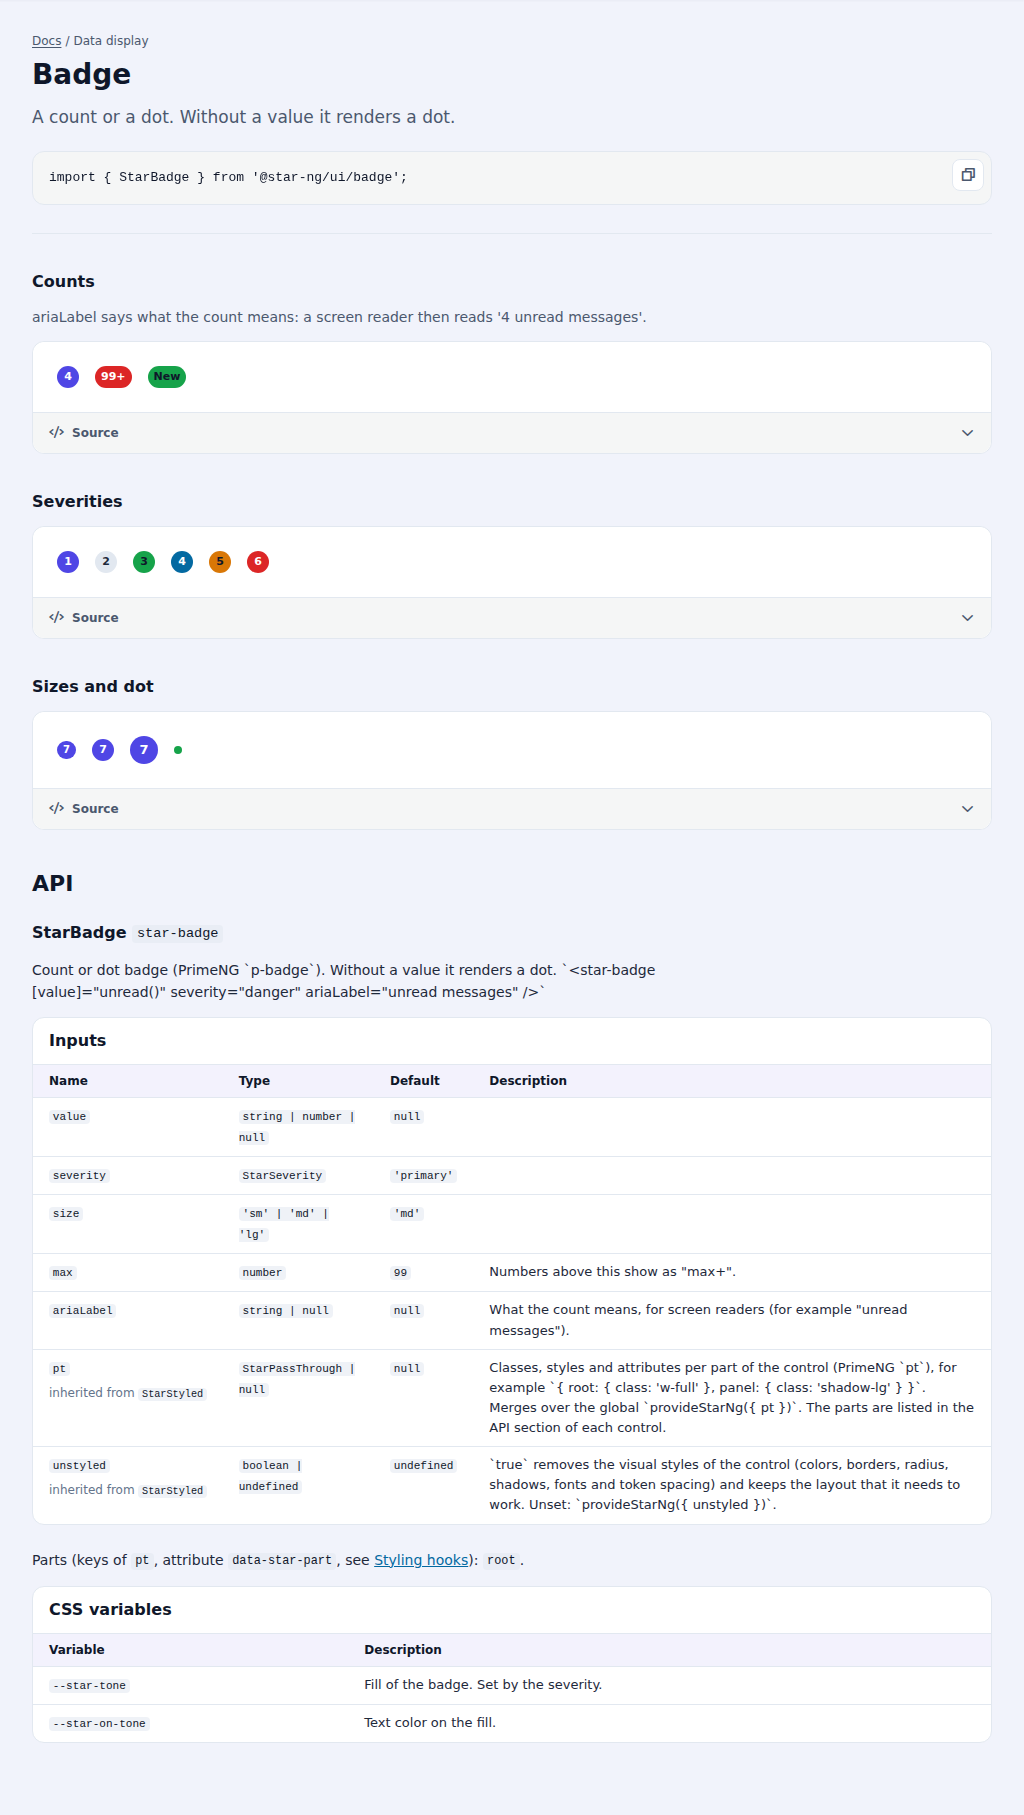 Docs / Data display
Badge
A count or a dot. Without a value it renders a dot.
import { StarBadge } from '@star-ng/ui/badge';
Counts
ariaLabel says what the count means: a screen reader then reads '4 unread messages'.
4 99+ New
Source
Severities
1 2 3 4 5 6
Source
Sizes and dot
7 7 7
Source
API
StarBadge star-badge
Count or dot badge (PrimeNG `p-badge`). Without a value it renders a dot. `<star-badge
[value]="unread()" severity="danger" ariaLabel="unread messages" />`
Inputs
Name Type Default Description
value string | number | null
null
severity StarSeverity 'primary'
size 'sm' | 'md' | 'md'
'lg'
max number 99 Numbers above this show as "max+".
ariaLabel string | null null What the count means, for screen readers (for example "unread
messages").
pt StarPassThrough | null Classes, styles and attributes per part of the control (PrimeNG `pt`), for
inherited from StarStyled null example `{ root: { class: 'w-full' }, panel: { class: 'shadow-lg' } }`.
Merges over the global `provideStarNg({ pt })`. The parts are listed in the
API section of each control.
unstyled boolean | undefined `true` removes the visual styles of the control (colors, borders, radius,
inherited from StarStyled undefined shadows, fonts and token spacing) and keeps the layout that it needs to
work. Unset: `provideStarNg({ unstyled })`.
Parts (keys of pt, attribute data-star-part, see Styling hooks): root.
CSS variables
Variable Description
--star-tone Fill of the badge. Set by the severity.
--star-on-tone Text color on the fill.